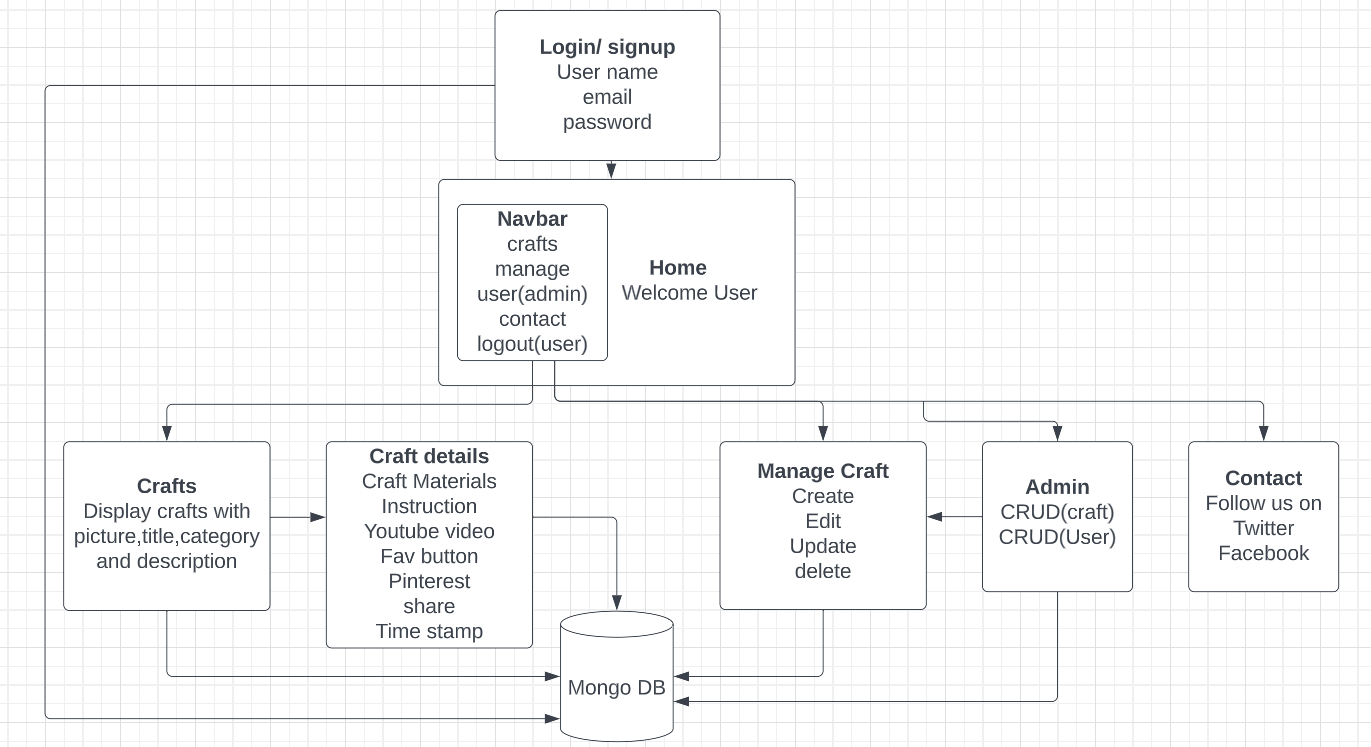 Login/ signup
User name
email
password
Navbar
crafts
manage
user(admin)
contact
logout(user)
Home
Welcome User
Crafts
Display crafts with
picture,title,category
and description
Craft details
Craft Materials
Instruction
Youtube video
Fav button
Pinterest
share
Time stamp
Manage Craft
Create
Edit
Update
delete
Admin
CRUD(craft)
CRUD(User)
Contact
Follow us on
Twitter
Facebook
Mongo DB